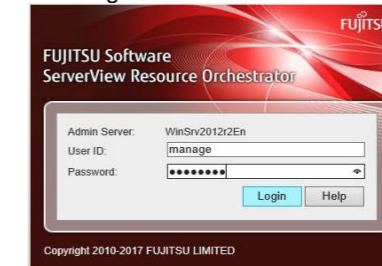 FUJITSU
FUJITSU Software
ServerView Resource Orchestrator
Admin Server: WinSrv2012r2En
User ID: manage
Password: ●●●●●●●●
Login Help
Copyright 2010-2017 FUJITSU LIMITED